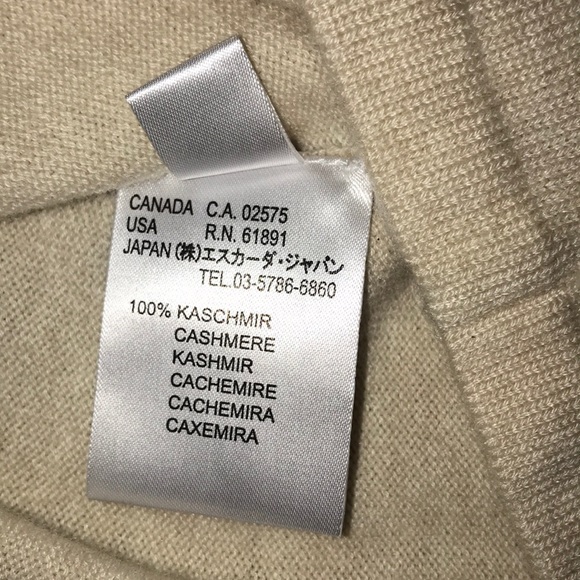 CANADA C.A. 02575
USA R.N. 61891
JAPAN (株)エスカーダ・ジャパン
TEL.03-5786-6860
100% KASCHMIR
CASHMERE
KASHMIR
CACHEMIRE
CACHEMIRA
CAXEMIRA